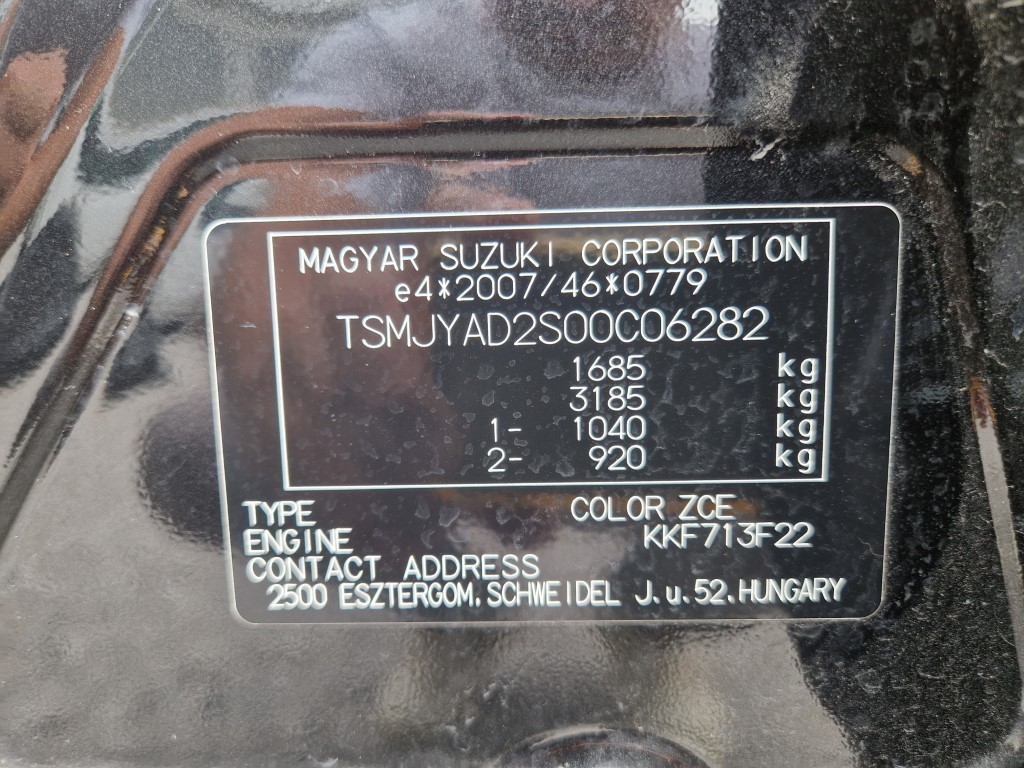 MAGYAR SUZUKI CORPORATION
e4*2007/46*0779
TSMJYAD2S00C06282
1685 kg
3185 kg
1- 1040 kg
2- 920 kg
TYPE COLOR ZCE
ENGINE KKF713F22
CONTACT ADDRESS
2500 ESZTERGOM. SCHWEIDEL J.u.52.HUNGARY